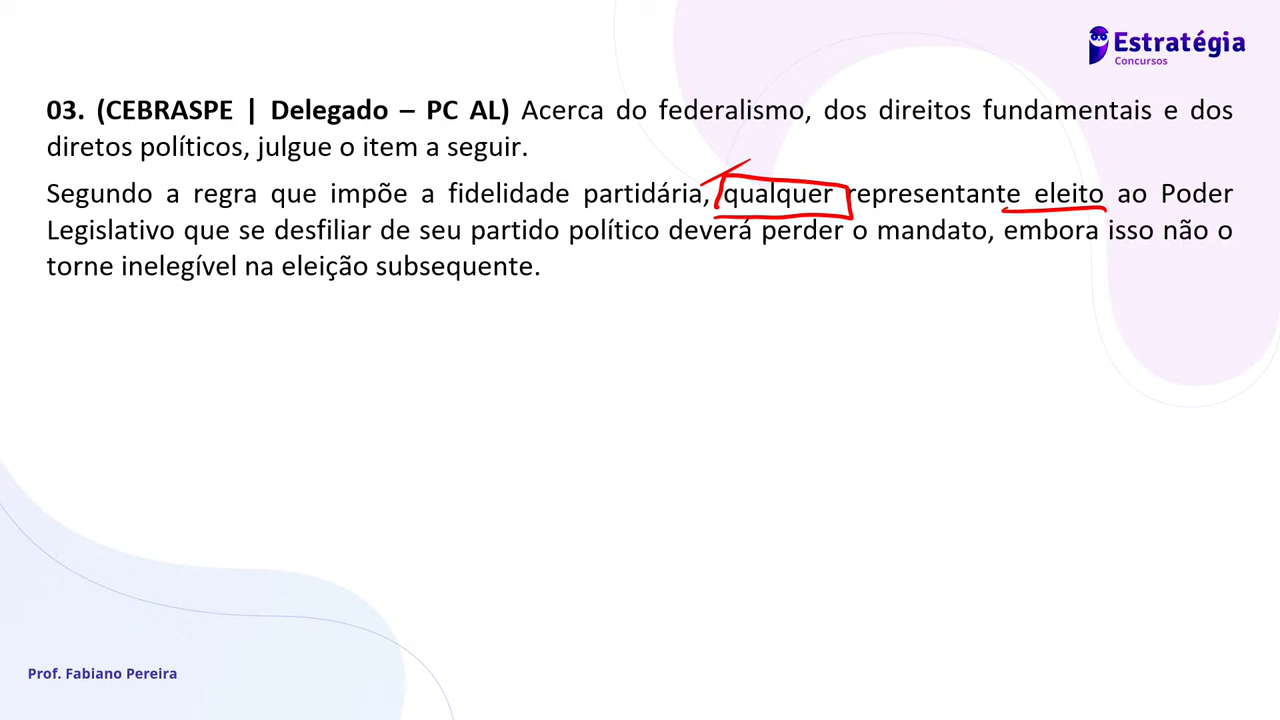 Estratégia
Concursos
03. (CEBRASPE | Delegado – PC AL) Acerca do federalismo, dos direitos fundamentais e dos
diretos políticos, julgue o item a seguir.
Segundo a regra que impõe a fidelidade partidária, qualquer representante eleito ao Poder
Legislativo que se desfiliar de seu partido político deverá perder o mandato, embora isso não o
torne inelegível na eleição subsequente.
Prof. Fabiano Pereira